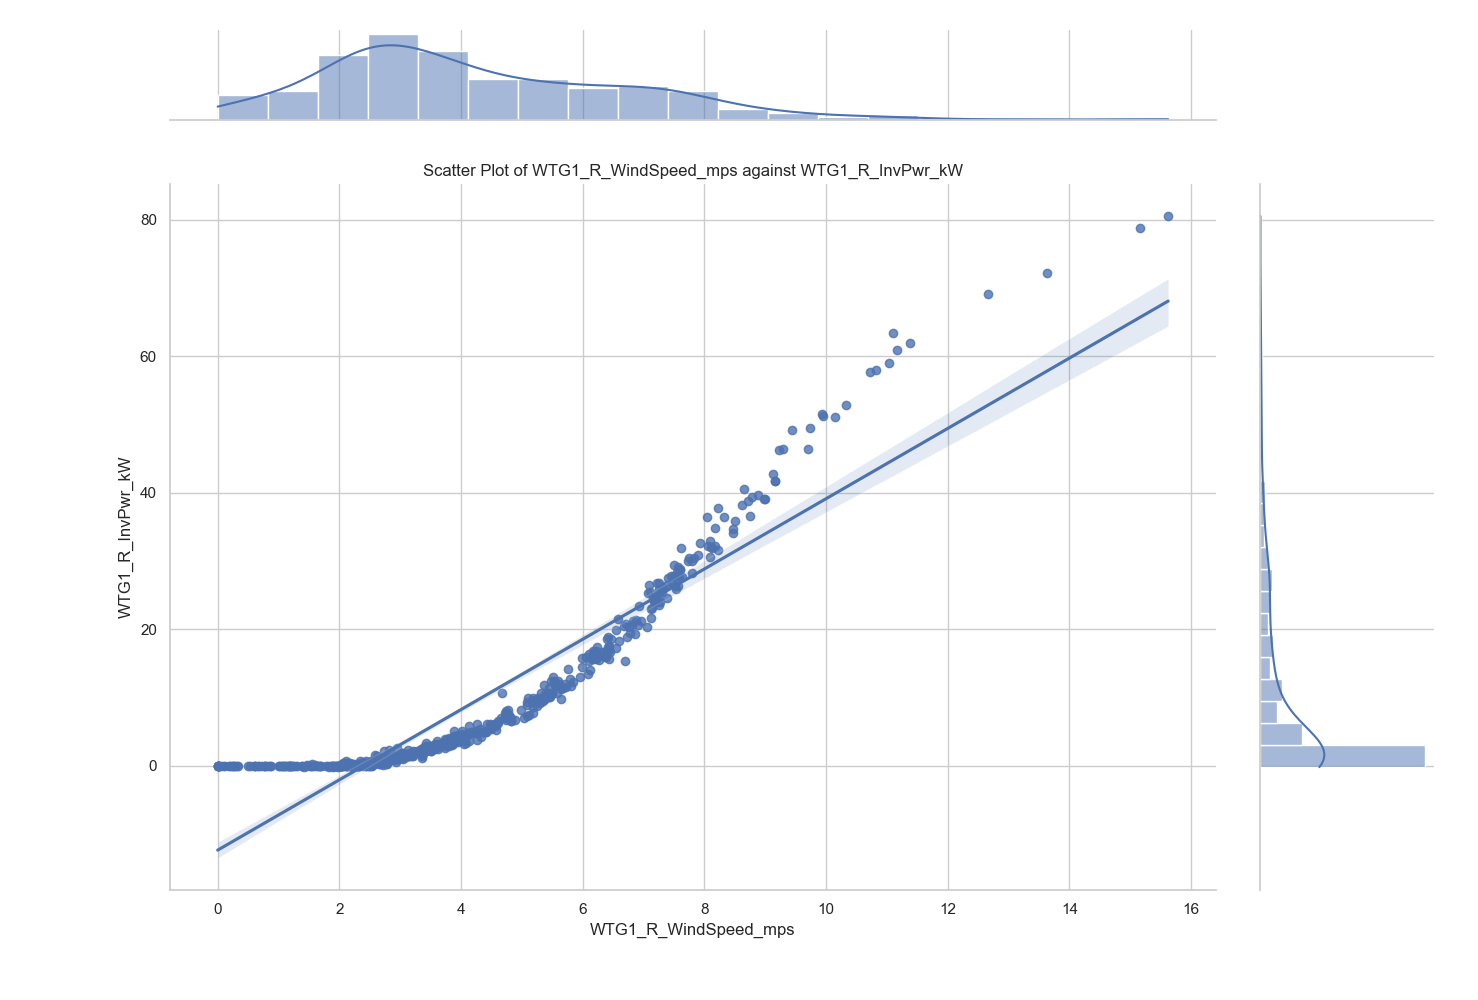 Scatter Plot of WTG1_R_WindSpeed_mps against WTG1_R_InvPwr_kW
80
60
40
20
0
WTG1_R_InvPwr_kW
0 2 4 6 8 10 12 14 16
WTG1_R_WindSpeed_mps